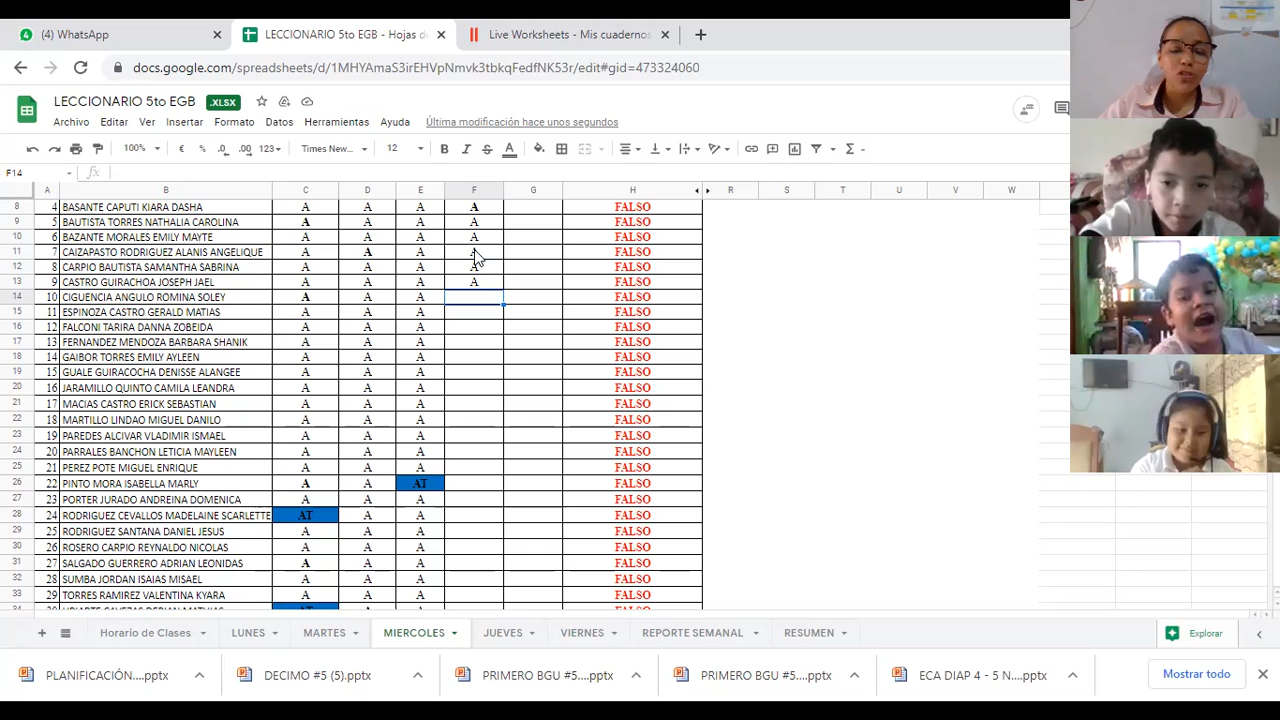 4 (4) WhatsApp
LECCIONARIO 5to EGB - Hojas de
Live Worksheets - Mis cuadernos
docs.google.com/spreadsheets/d/1MHYAmaS3irEHVpNmvk3tbkqFedfNK53r/edit#gid=473324060
LECCIONARIO 5to EGB .XLSX
Archivo Editar Ver Insertar Formato Datos Herramientas Ayuda Última modificación hace unos segundos
100% € % .0 .00 123 Times New... 12 B I S A
F14 fx
A B C D E F G H R S T U V W
8 4 BASANTE CAPUTI KIARA DASHA A A A A FALSO
9 5 BAUTISTA TORRES NATHALIA CAROLINA A A A A FALSO
10 6 BAZANTE MORALES EMILY MAYTE A A A A FALSO
11 7 CAIZAPASTO RODRIGUEZ ALANIS ANGELIQUE A A A A FALSO
12 8 CARPIO BAUTISTA SAMANTHA SABRINA A A A A FALSO
13 9 CASTRO GUIRACHOA JOSEPH JAEL A A A A FALSO
14 10 CIGUENCIA ANGULO ROMINA SOLEY A A A FALSO
15 11 ESPINOZA CASTRO GERALD MATIAS A A A FALSO
16 12 FALCONI TARIRA DANNA ZOBEIDA A A A FALSO
17 13 FERNANDEZ MENDOZA BARBARA SHANIK A A A FALSO
18 14 GAIBOR TORRES EMILY AYLEEN A A A FALSO
19 15 GUALE GUIRACOCHA DENISSE ALANGEE A A A FALSO
20 16 JARAMILLO QUINTO CAMILA LEANDRA A A A FALSO
21 17 MACIAS CASTRO ERICK SEBASTIAN A A A FALSO
22 18 MARTILLO LINDAO MIGUEL DANILO A A A FALSO
23 19 PAREDES ALCIVAR VLADIMIR ISMAEL A A A FALSO
24 20 PARRALES BANCHON LETICIA MAYLEEN A A A FALSO
25 21 PEREZ POTE MIGUEL ENRIQUE A A A FALSO
26 22 PINTO MORA ISABELLA MARLY A A AT FALSO
27 23 PORTER JURADO ANDREINA DOMENICA A A A FALSO
28 24 RODRIGUEZ CEVALLOS MADELAINE SCARLETTE AT A A FALSO
29 25 RODRIGUEZ SANTANA DANIEL JESUS A A A FALSO
30 26 ROSERO CARPIO REYNALDO NICOLAS A A A FALSO
31 27 SALGADO GUERRERO ADRIAN LEONIDAS A A A FALSO
32 28 SUMBA JORDAN ISAIAS MISAEL A A A FALSO
33 29 TORRES RAMIREZ VALENTINA KYARA A A A FALSO
Horario de Clases LUNES MARTES MIERCOLES JUEVES VIERNES REPORTE SEMANAL RESUMEN Explorar
PLANIFICACIÓN....pptx DECIMO #5 (5).pptx PRIMERO BGU #5....pptx PRIMERO BGU #5....pptx ECA DIAP 4 - 5 N....pptx Mostrar todo